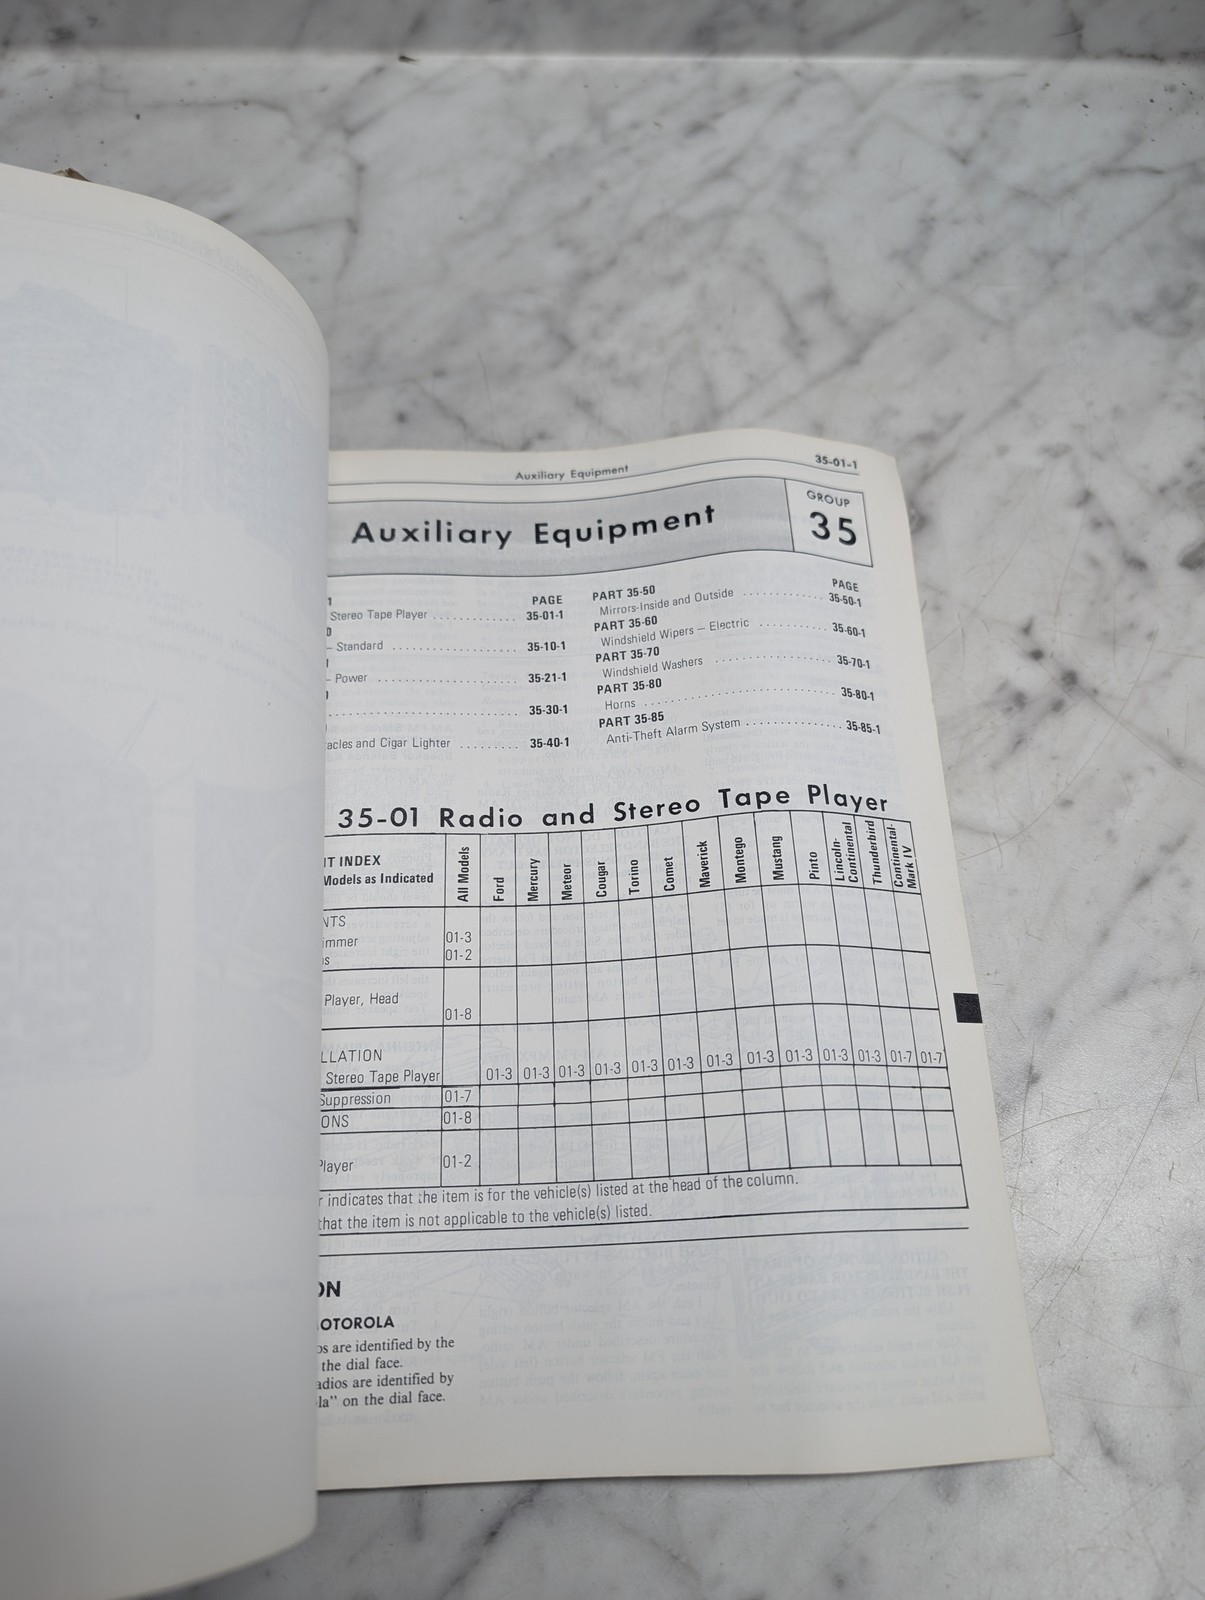 Auxiliary Equipment
35-01-1
Auxiliary Equipment
GROUP
35
1
PAGE
Stereo Tape Player ............. 35-01-1
0
– Standard ................... 35-10-1
– Power ..................... 35-21-1
............................. 35-30-1
acles and Cigar Lighter ......... 35-40-1
PAGE
PART 35-50
Mirrors-Inside and Outside ............ 35-50-1
PART 35-60
Windshield Wipers – Electric ........... 35-60-1
PART 35-70
Windshield Washers ................. 35-70-1
PART 35-80
Horns ........................ 35-80-1
PART 35-85
Anti-Theft Alarm System .............. 35-85-1
35-01 Radio and Stereo Tape Player
T INDEX
Models as Indicated
All Models
Ford
Mercury
Meteor
Cougar
Torino
Comet
Maverick
Montego
Mustang
Pinto
Lincoln-
Continental
Thunderbird
Continental-
Mark IV
NTS
immer 01-3
s 01-2
Player, Head
01-8
LLATION
Stereo Tape Player 01-3 01-3 01-3 01-3 01-3 01-3 01-3 01-3 01-3 01-3 01-3 01-7 01-7
Suppression 01-7
ONS 01-8
Player 01-2
r indicates that the item is for the vehicle(s) listed at the head of the column.
that the item is not applicable to the vehicle(s) listed.
ON
OTOROLA
os are identified by the
the dial face.
adios are identified by
la" on the dial face.